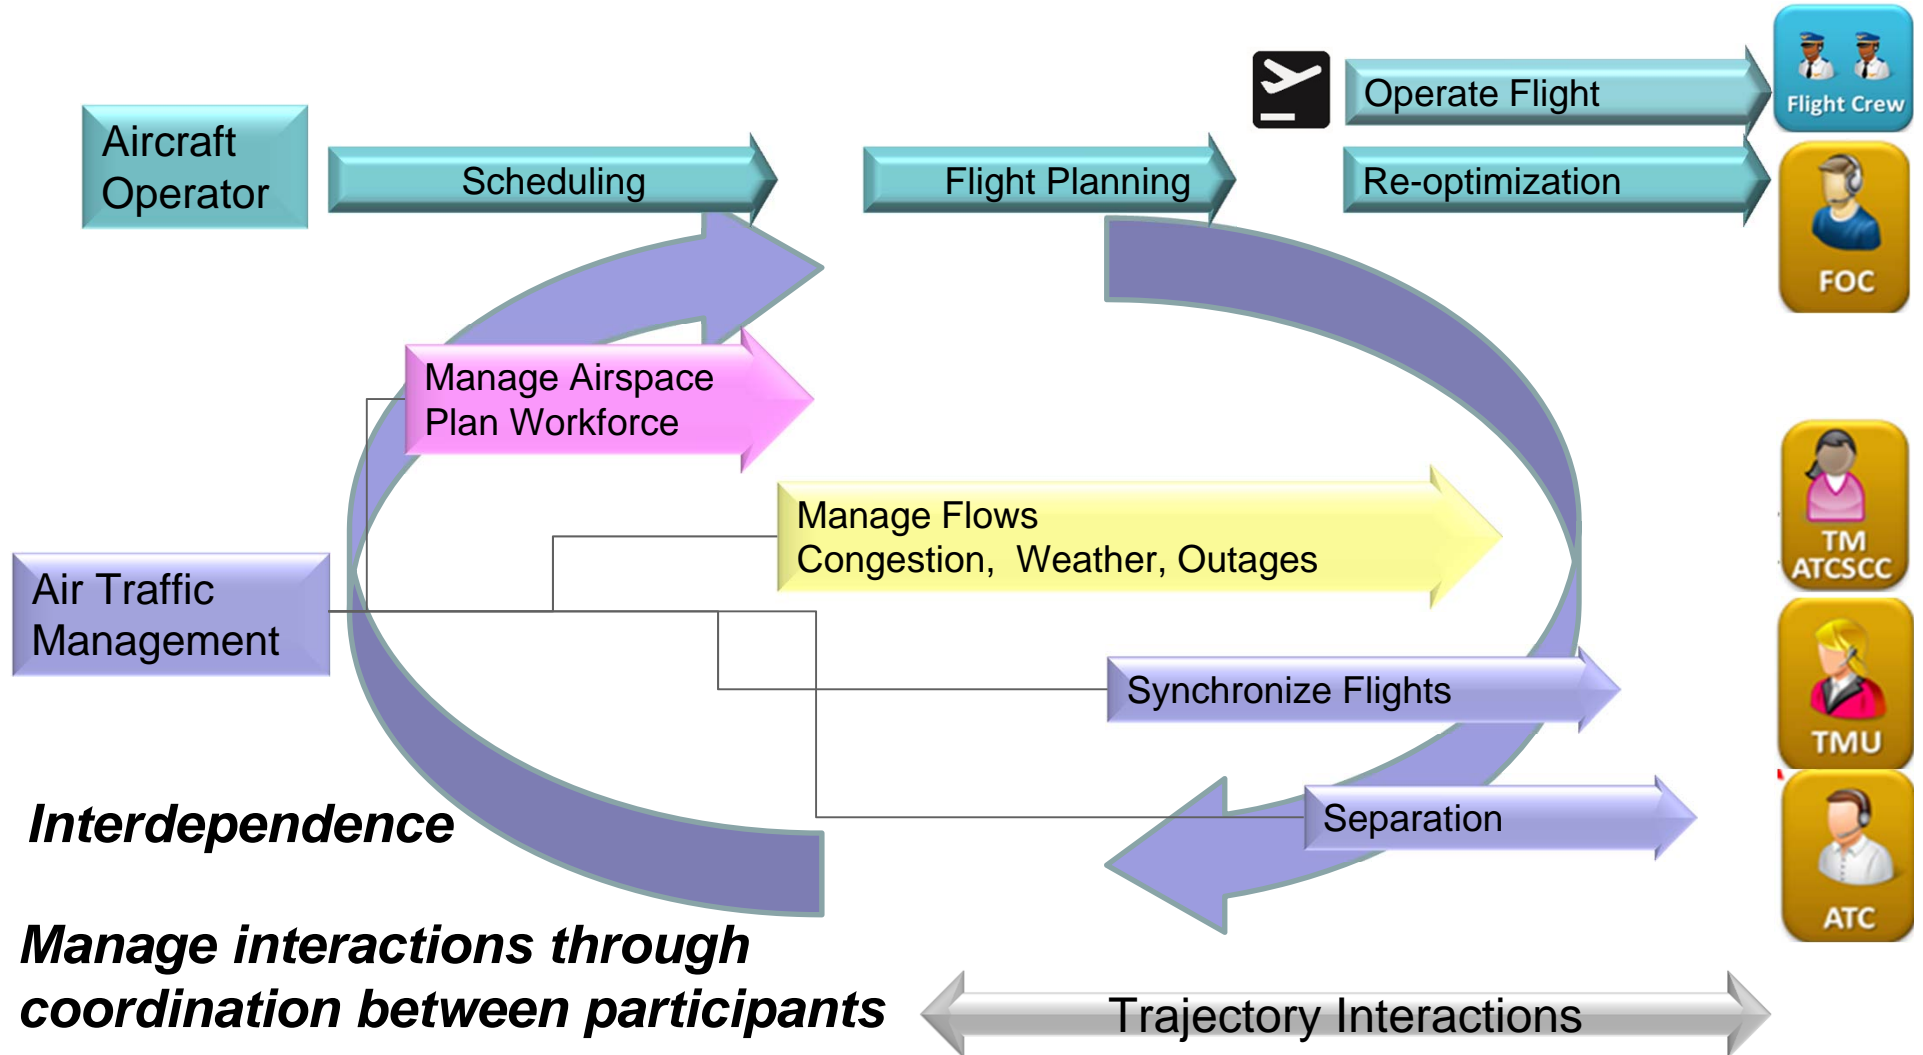 Operate Flight
Flight Crew
Aircraft
Operator
Scheduling
Flight Planning
Re-optimization
FOC
Manage Airspace
Plan Workforce
Manage Flows
Congestion,  Weather, Outages
TM
ATCSCC
Air Traffic
Management
Synchronize Flights
TMU
Separation
Interdependence
ATC
Manage interactions through
coordination between participants
Trajectory Interactions